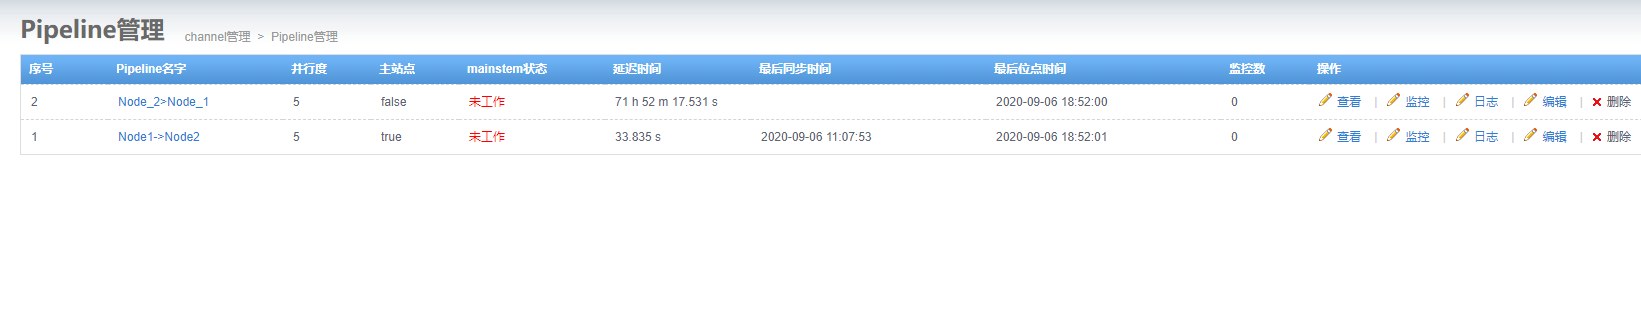 Pipeline管理 channel管理 > Pipeline管理
序号 Pipeline名字 并行度 主站点 mainstem状态 延迟时间 最后同步时间 最后位点时间 监控数 操作
2 Node_2>Node_1 5 false 未工作 71 h 52 m 17.531 s 2020-09-06 18:52:00 0 查看 | 监控 | 日志 | 编辑 | 删除
1 Node1->Node2 5 true 未工作 33.835 s 2020-09-06 11:07:53 2020-09-06 18:52:01 0 查看 | 监控 | 日志 | 编辑 | 删除